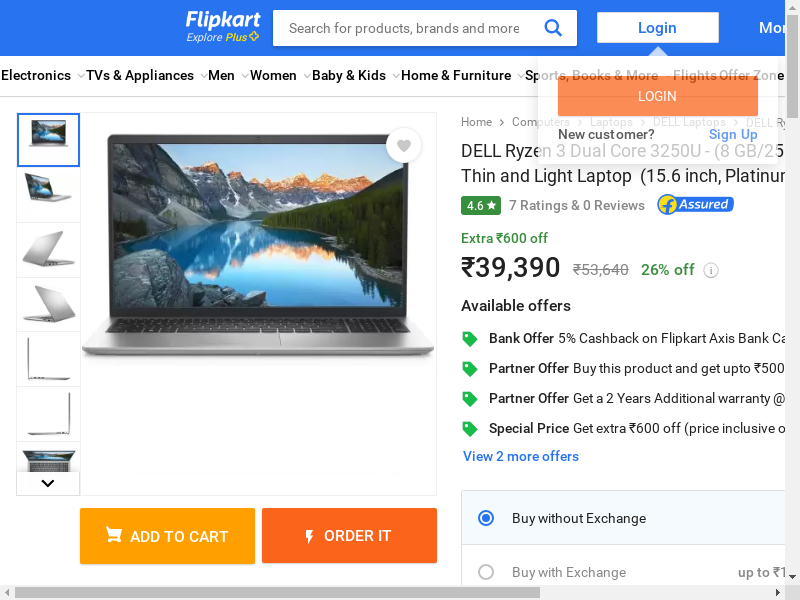 Flipkart
Explore Plus
Search for products, brands and more
Login
Electronics
TVs & Appliances
Men
Women
Baby & Kids
Home & Furniture
Sports, Books & More
Flights
Offer Zone
LOGIN
New customer?
Sign Up
Home
Computers
Laptops
DELL Laptops
DELL Ryzen 3 Dual Core 3250U - (8 GB/25
Thin and Light Laptop (15.6 inch, Platinum
4.6
7 Ratings & 0 Reviews
Assured
Extra ₹600 off
₹39,390 ₹53,640 26% off
Available offers
Bank Offer 5% Cashback on Flipkart Axis Bank Ca
Partner Offer Buy this product and get upto ₹500
Partner Offer Get a 2 Years Additional warranty @
Special Price Get extra ₹600 off (price inclusive o
View 2 more offers
ADD TO CART
ORDER IT
Buy without Exchange
Buy with Exchange
up to ₹1